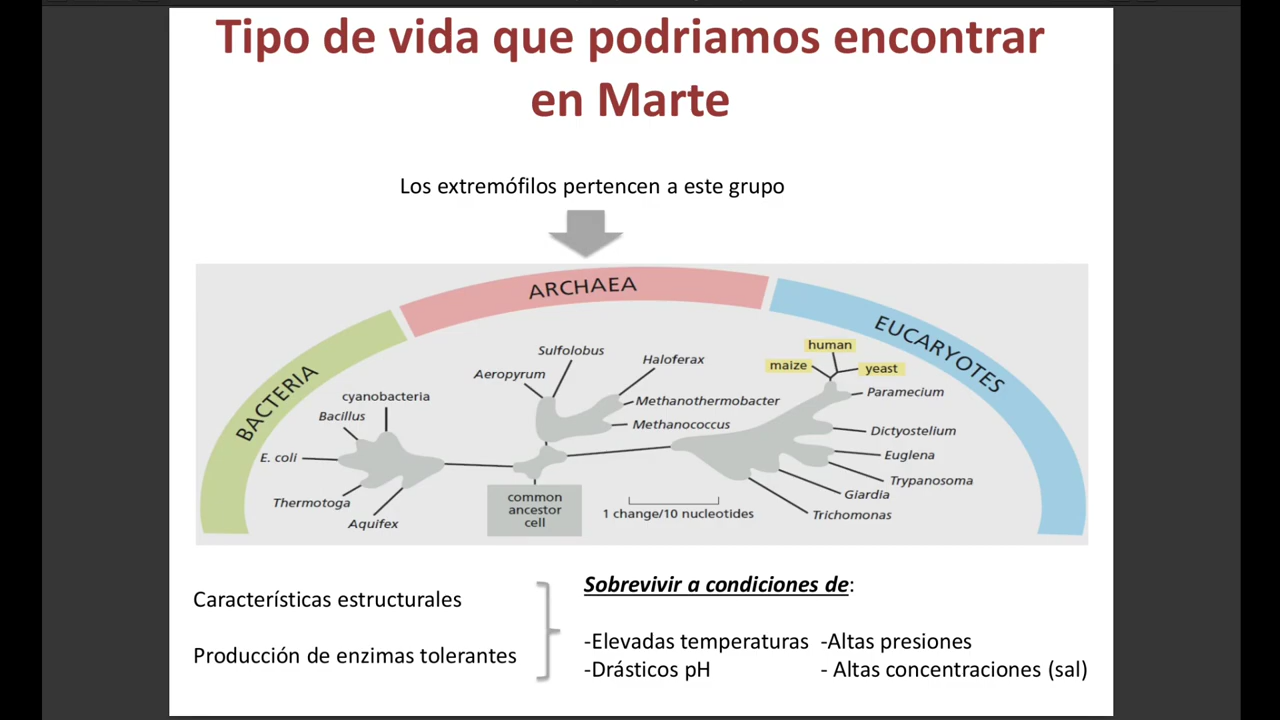 Tipo de vida que podriamos encontrar
en Marte
Los extremófilos pertencen a este grupo
ARCHAEA
BACTERIA
EUCARYOTES
human
maize
yeast
Sulfolobus
Haloferax
Aeropyrum
Paramecium
cyanobacteria
Methanothermobacter
Bacillus
Methanococcus
Dictyostelium
E. coli
Euglena
Trypanosoma
Thermotoga
Giardia
common
ancestor
cell
1 change/10 nucleotides
Trichomonas
Aquifex
Sobrevivir a condiciones de:
Características estructurales
Producción de enzimas tolerantes
-Elevadas temperaturas -Altas presiones
-Drásticos pH - Altas concentraciones (sal)